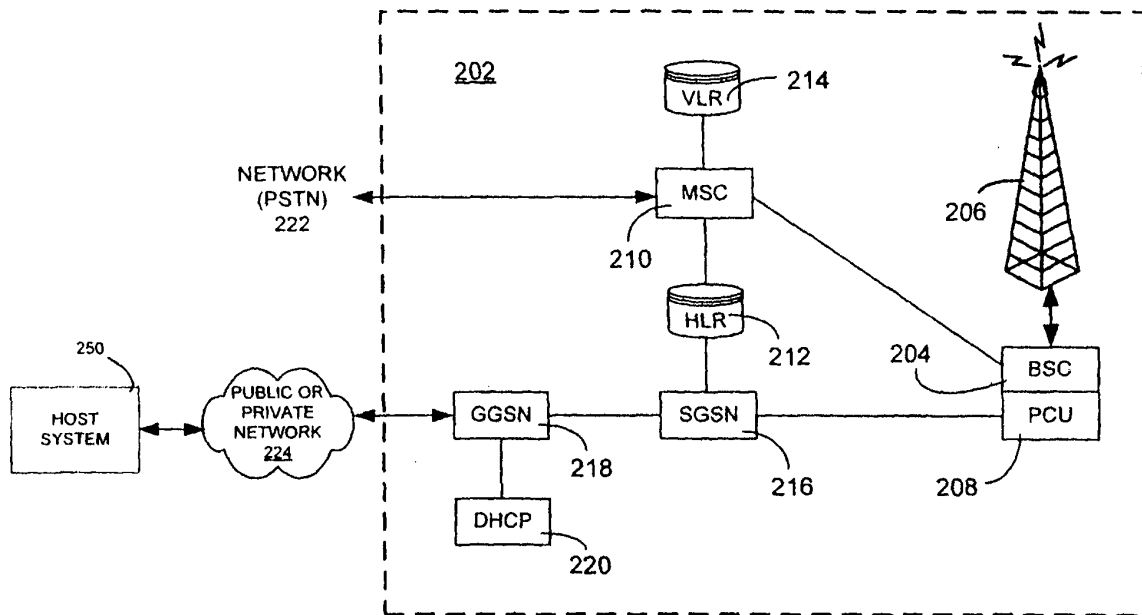 202
VLR
214
NETWORK
(PSTN)
222
MSC
210
206
HLR
212
204
BSC
PCU
208
250
HOST
SYSTEM
PUBLIC OR
PRIVATE
NETWORK
224
GGSN
218
SGSN
216
DHCP
220